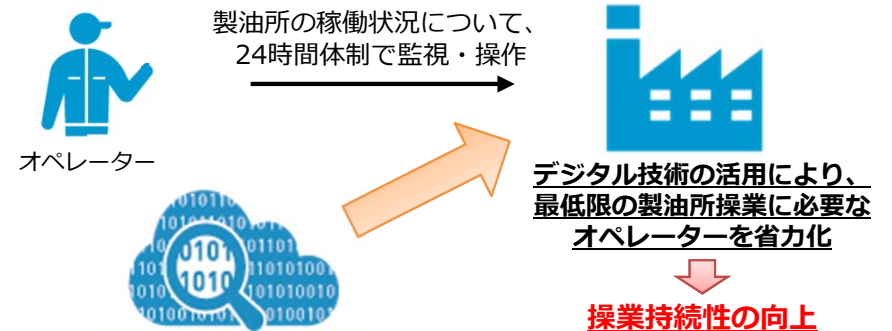 製油所の稼働状況について、
24時間体制で監視・操作
オペレーター
デジタル技術の活用により、
最低限の製油所操業に必要な
オペレーターを省力化
操業持続性の向上
0101
1010